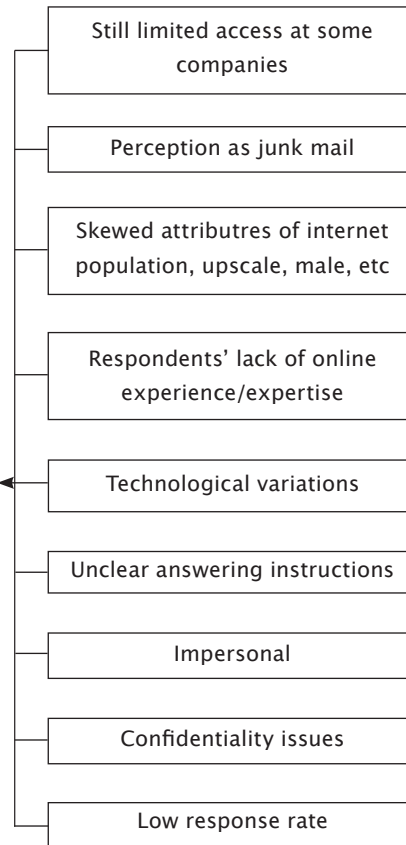 Still limited access at some
companies
Perception as junk mail
Skewed attributres of internet
population, upscale, male, etc
Respondents’ lack of online
experience/expertise
Technological variations
Unclear answering instructions
Impersonal
Confidentiality issues
Low response rate